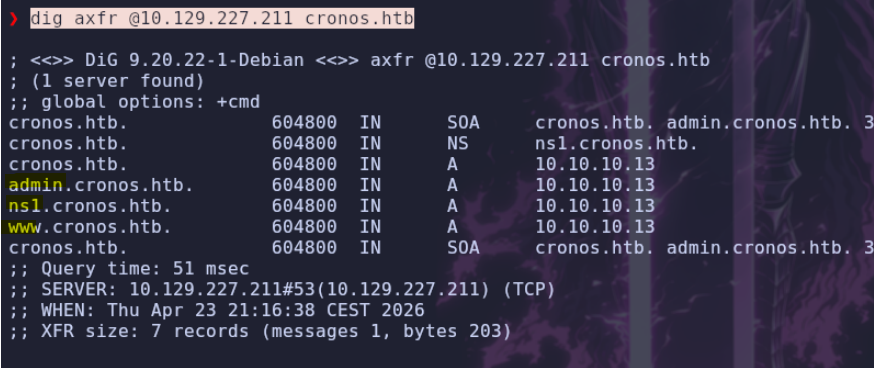 ❯ dig axfr @10.129.227.211 cronos.htb
; <<>> DiG 9.20.22-1-Debian <<>> axfr @10.129.227.211 cronos.htb
; (1 server found)
;; global options: +cmd
cronos.htb. 604800 IN SOA cronos.htb. admin.cronos.htb. 3
cronos.htb. 604800 IN NS ns1.cronos.htb.
cronos.htb. 604800 IN A 10.10.10.13
admin.cronos.htb. 604800 IN A 10.10.10.13
ns1.cronos.htb. 604800 IN A 10.10.10.13
www.cronos.htb. 604800 IN A 10.10.10.13
cronos.htb. 604800 IN SOA cronos.htb. admin.cronos.htb. 3
;; Query time: 51 msec
;; SERVER: 10.129.227.211#53(10.129.227.211) (TCP)
;; WHEN: Thu Apr 23 21:16:38 CEST 2026
;; XFR size: 7 records (messages 1, bytes 203)